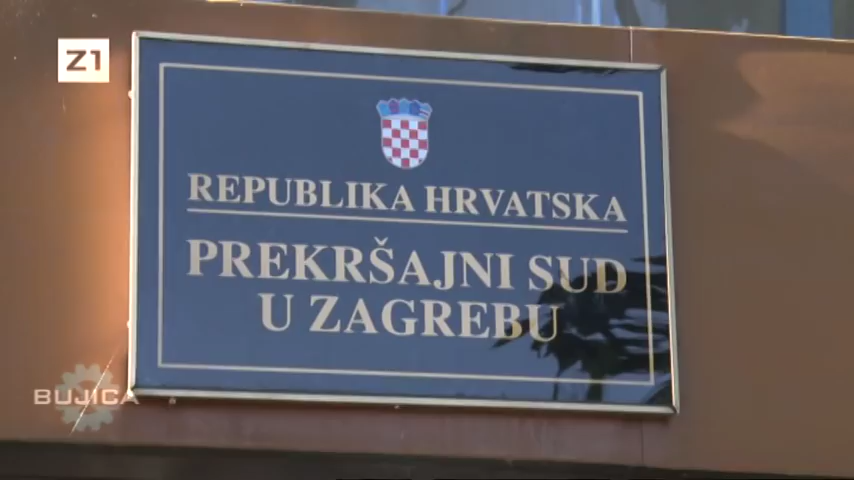 Z1
REPUBLIKA HRVATSKA
PREKRŠAJNI SUD
U ZAGREBU
BUJICA